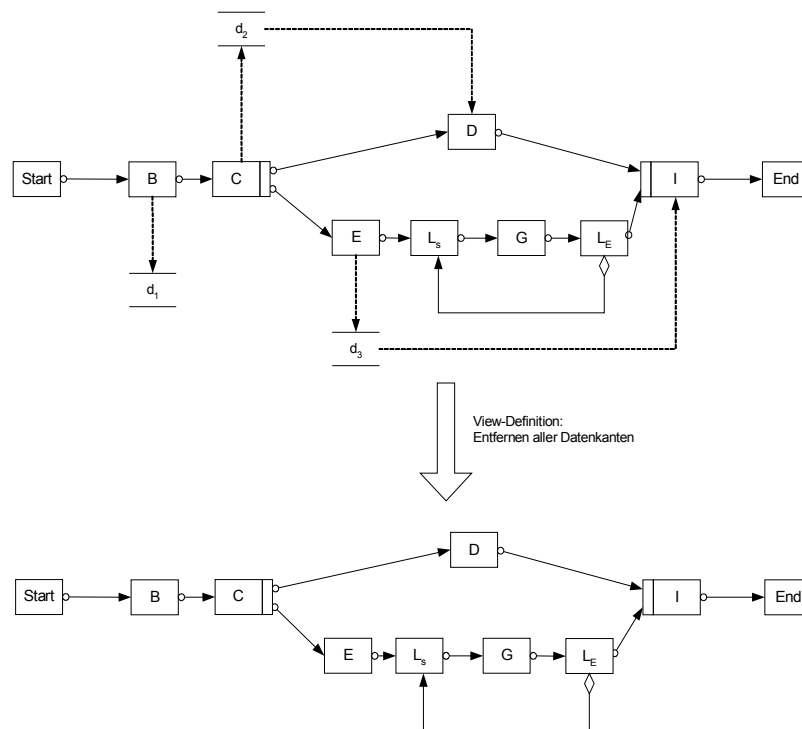 d2
D
Start
B
C
I
End
E
Ls
G
LE
d1
d3
View-Definition:
Entfernen aller Datenkanten
D
Start
B
C
I
End
E
Ls
G
LE